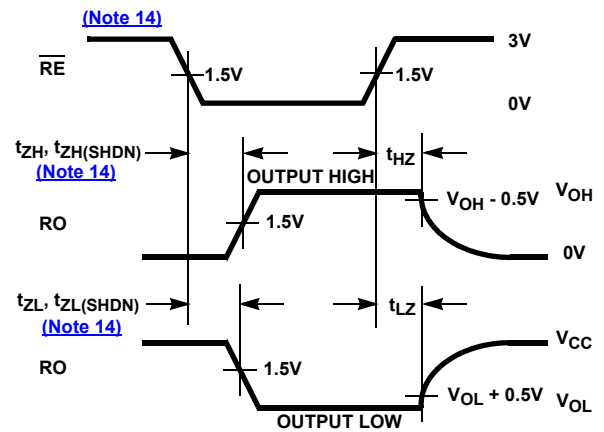 (Note 14)
3V
RE
1.5V
1.5V
0V
tZH, tZH(SHDN)
(Note 14)
OUTPUT HIGH
tHZ
VOH - 0.5V
VOH
RO
1.5V
0V
tZL, tZL(SHDN)
(Note 14)
tLZ
VCC
RO
1.5V
VOL + 0.5V
VOL
OUTPUT LOW